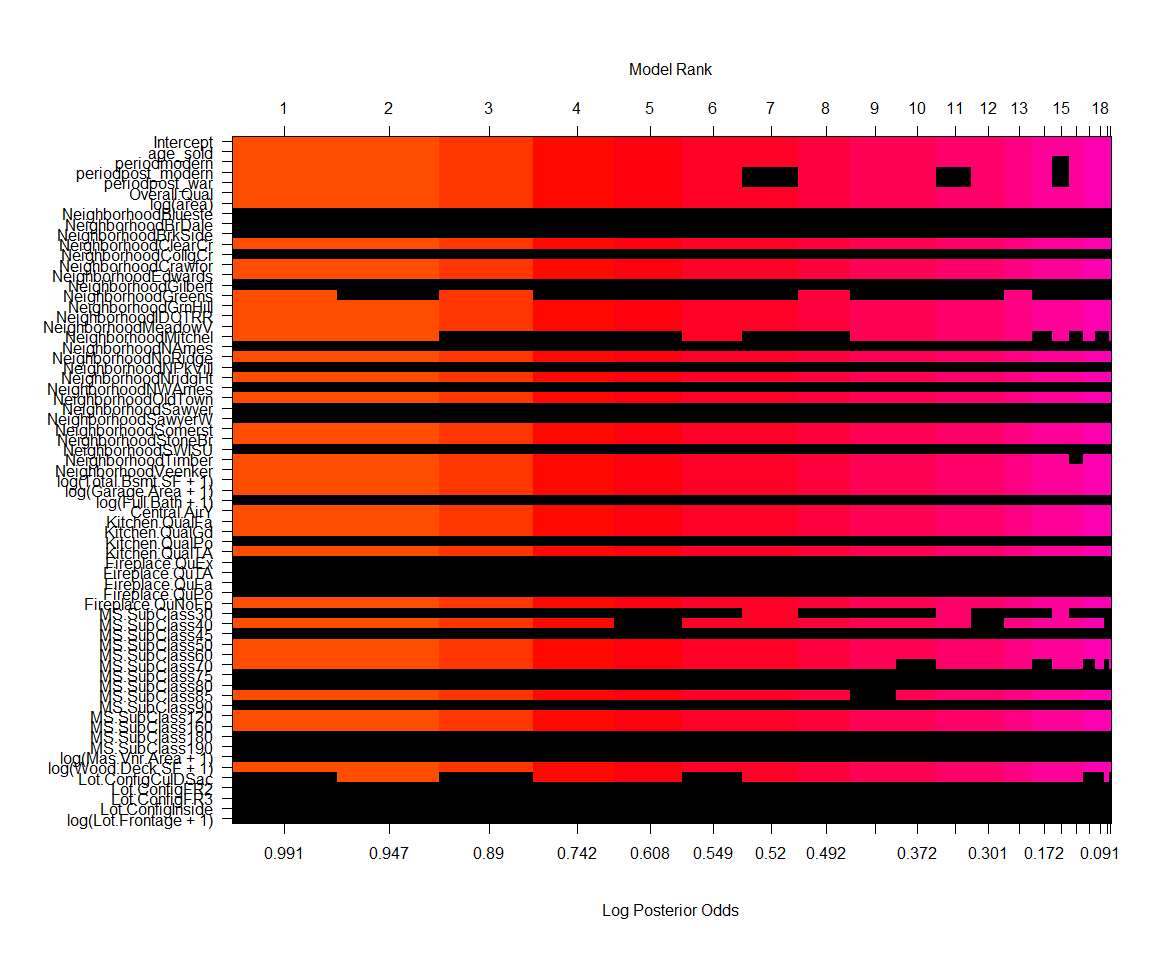 Model Rank
1 2 3 4 5 6 7 8 9 10 11 12 13 15 18
Intercept
age_sold
periodmodern
periodpost_modern
periodpost_war
Overall.Qual
log(area)
NeighborhoodBlueste
NeighborhoodBrDale
NeighborhoodBrkSide
NeighborhoodClearCr
NeighborhoodCollgCr
NeighborhoodCrawfor
NeighborhoodEdwards
NeighborhoodGilbert
NeighborhoodGreens
NeighborhoodGrnHill
NeighborhoodIDOTRR
NeighborhoodMeadowV
NeighborhoodMitchel
NeighborhoodNAmes
NeighborhoodNoRidge
NeighborhoodNPkVill
NeighborhoodNridgHt
NeighborhoodNWAmes
NeighborhoodOldTown
NeighborhoodSawyer
NeighborhoodSawyerW
NeighborhoodSomerst
NeighborhoodStoneBr
NeighborhoodSWISU
NeighborhoodTimber
NeighborhoodVeenker
log(Total.Bsmt.SF + 1)
log(Garage.Area + 1)
log(Full.Bath + 1)
Central.AirY
Kitchen.QualFa
Kitchen.QualGd
Kitchen.QualPo
Kitchen.QualTA
Fireplace.QuEx
Fireplace.QuTA
Fireplace.QuFa
Fireplace.QuPo
Fireplace.QuNoFp
MS.SubClass30
MS.SubClass40
MS.SubClass45
MS.SubClass50
MS.SubClass60
MS.SubClass70
MS.SubClass75
MS.SubClass80
MS.SubClass85
MS.SubClass90
MS.SubClass120
MS.SubClass160
MS.SubClass180
MS.SubClass190
log(Mas.Vnr.Area + 1)
log(Wood.Deck.SF + 1)
Lot.ConfigCulDSac
Lot.ConfigFR2
Lot.ConfigFR3
Lot.ConfigInside
log(Lot.Frontage + 1)
0.991 0.947 0.89 0.742 0.608 0.549 0.52 0.492 0.372 0.301 0.172 0.091
Log Posterior Odds